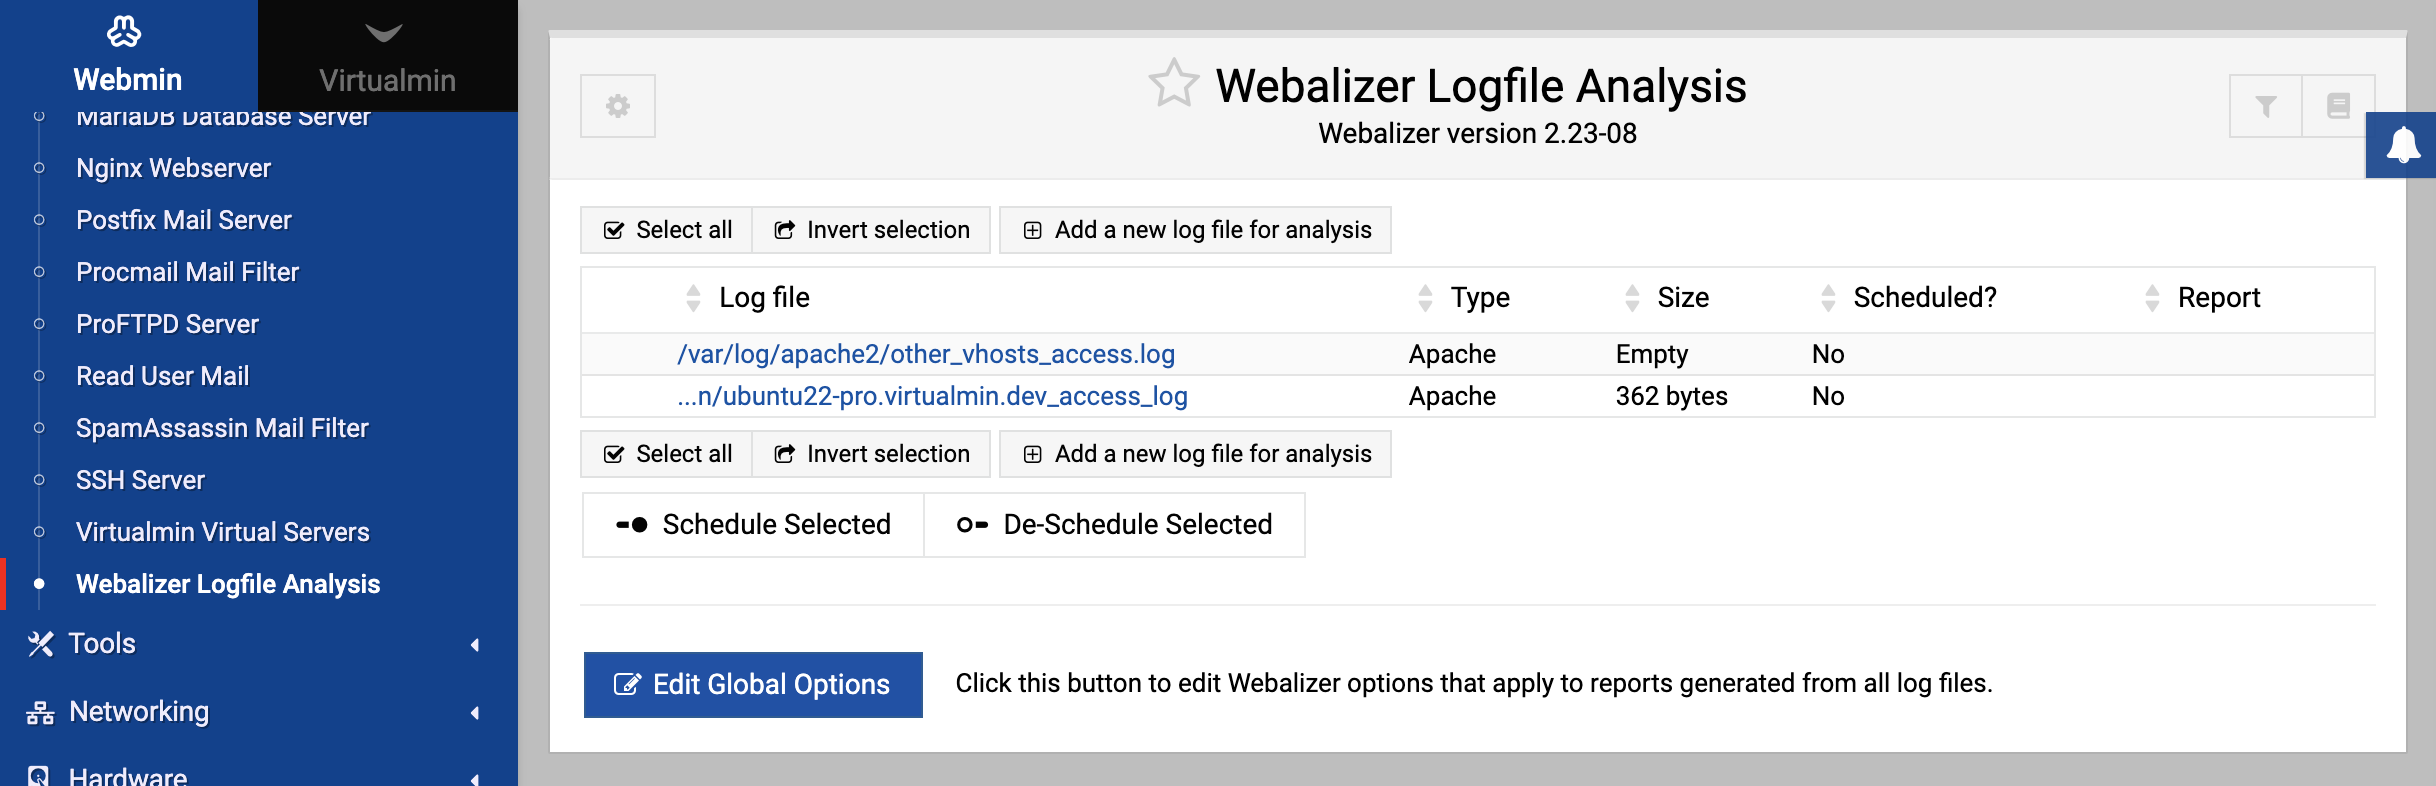 Webmin
Virtualmin
MariaDB Database Server
Nginx Webserver
Postfix Mail Server
Procmail Mail Filter
ProFTPD Server
Read User Mail
SpamAssassin Mail Filter
SSH Server
Virtualmin Virtual Servers
Webalizer Logfile Analysis
Tools
Networking
Hardware
Webalizer Logfile Analysis
Webalizer version 2.23-08
Select all Invert selection Add a new log file for analysis
Log file Type Size Scheduled? Report
/var/log/apache2/other_vhosts_access.log Apache Empty No
...n/ubuntu22-pro.virtualmin.dev_access_log Apache 362 bytes No
Select all Invert selection Add a new log file for analysis
Schedule Selected De-Schedule Selected
Edit Global Options Click this button to edit Webalizer options that apply to reports generated from all log files.